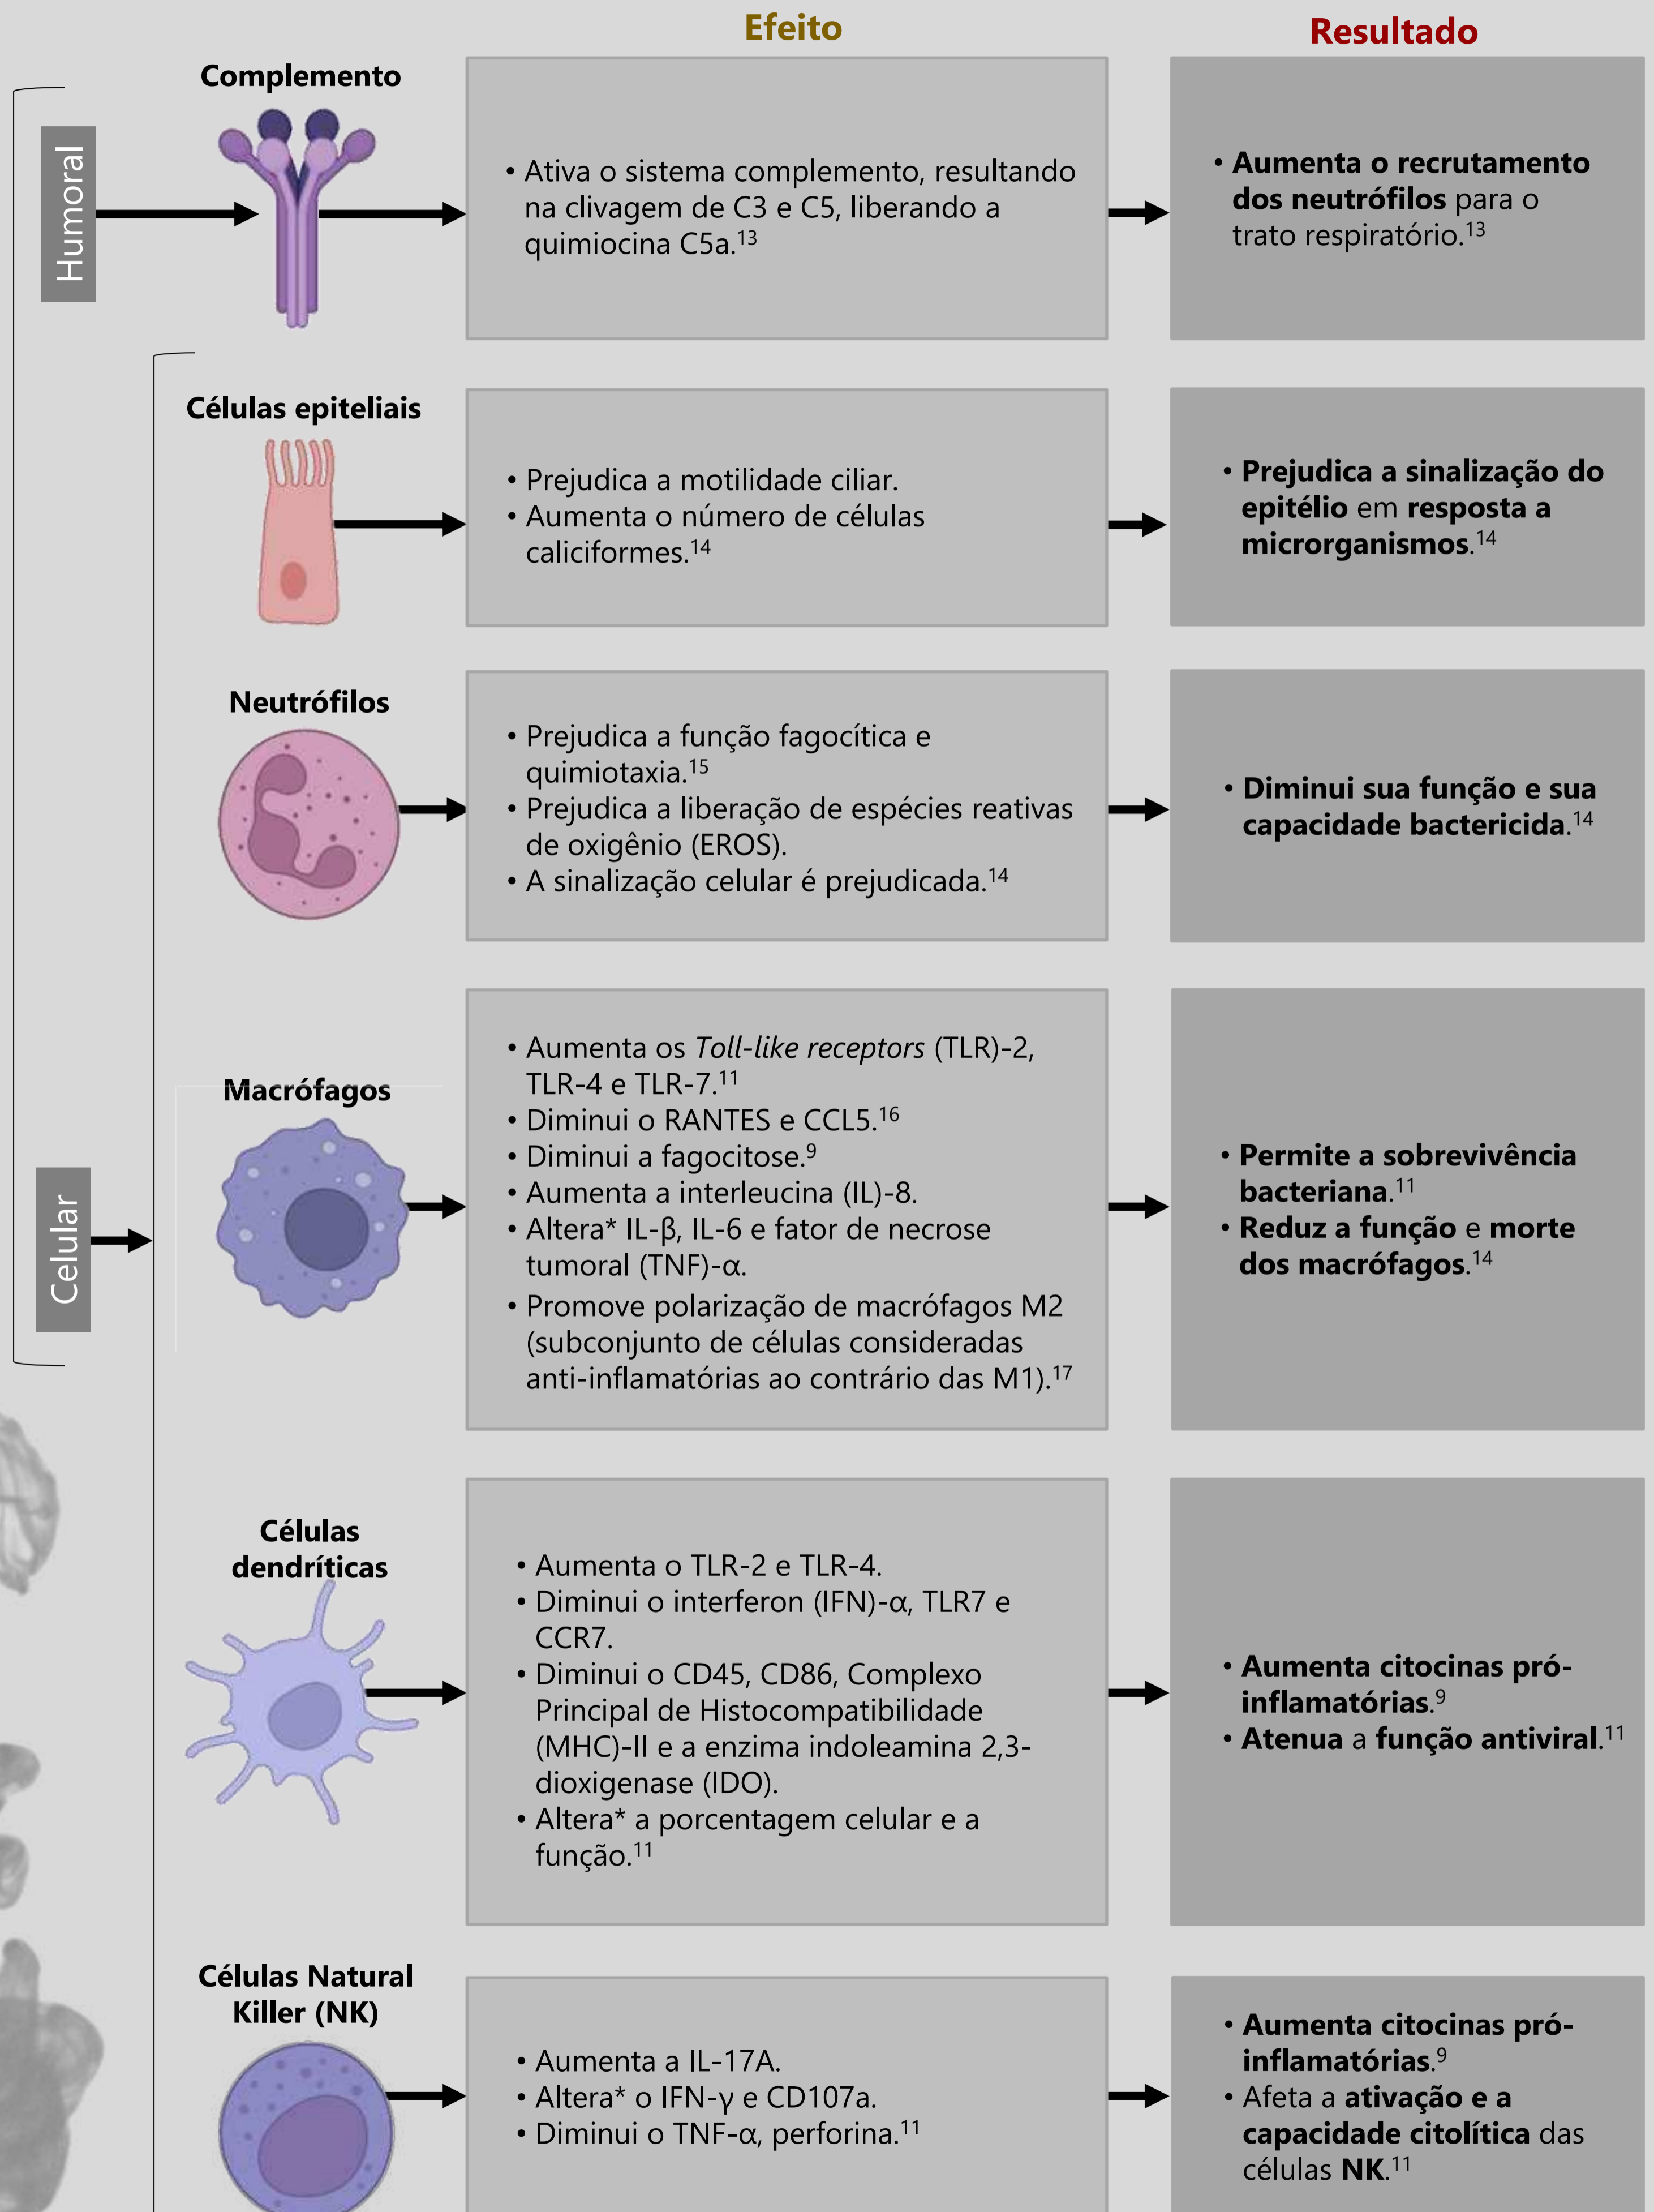 Efeito
Resultado
Humoral
Complemento
• Ativa o sistema complemento, resultando
na clivagem de C3 e C5, liberando a
quimiocina C5a.¹³
• Aumenta o recrutamento
dos neutrófilos para o
trato respiratório.¹³
Celular
Células epiteliais
• Prejudica a motilidade ciliar.
• Aumenta o número de células
caliciformes.¹⁴
• Prejudica a sinalização do
epitélio em resposta a
microrganismos.¹⁴
Neutrófilos
• Prejudica a função fagocítica e
quimiotaxia.¹⁵
• Prejudica a liberação de espécies reativas
de oxigênio (EROS).
• A sinalização celular é prejudicada.¹⁴
• Diminui sua função e sua
capacidade bactericida.¹⁴
Macrófagos
• Aumenta os Toll-like receptors (TLR)-2,
TLR-4 e TLR-7.¹¹
• Diminui o RANTES e CCL5.¹⁶
• Diminui a fagocitose.⁹
• Aumenta a interleucina (IL)-8.
• Altera* IL-β, IL-6 e fator de necrose
tumoral (TNF)-α.
• Promove polarização de macrófagos M2
(subconjunto de células consideradas
anti-inflamatórias ao contrário das M1).¹⁷
• Permite a sobrevivência
bacteriana.¹¹
• Reduz a função e morte
dos macrófagos.¹⁴
Células
dendríticas
• Aumenta o TLR-2 e TLR-4.
• Diminui o interferon (IFN)-α, TLR7 e
CCR7.
• Diminui o CD45, CD86, Complexo
Principal de Histocompatibilidade
(MHC)-II e a enzima indoleamina 2,3-
dioxigenase (IDO).
• Altera* a porcentagem celular e a
função.¹¹
• Aumenta citocinas pró-
inflamatórias.⁹
• Atenua a função antiviral.¹¹
Células Natural
Killer (NK)
• Aumenta a IL-17A.
• Altera* o IFN-γ e CD107a.
• Diminui o TNF-α, perforina.¹¹
• Aumenta citocinas pró-
inflamatórias.⁹
• Afeta a ativação e a
capacidade citolítica das
células NK.¹¹